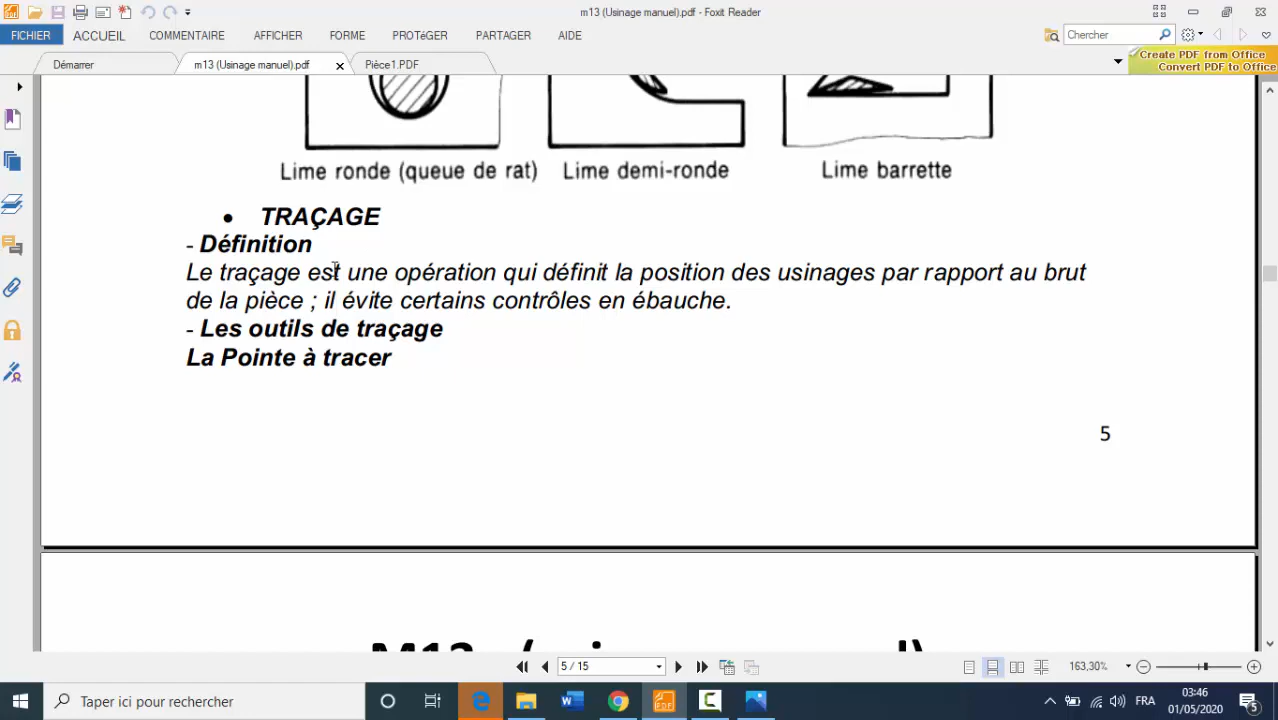 m13 (Usinage manuel).pdf - Foxit Reader
FICHIER ACCUEIL COMMENTAIRE AFFICHER FORME PROTéGER PARTAGER AIDE
Chercher
Create PDF from Office
Convert PDF to Office
Démarrer m13 (Usinage manuel).pdf Pièce1.PDF
Lime ronde (queue de rat) Lime demi-ronde Lime barrette
• TRAÇAGE
- Définition
Le traçage est une opération qui définit la position des usinages par rapport au brut
de la pièce ; il évite certains contrôles en ébauche.
- Les outils de traçage
La Pointe à tracer
5
5 / 15
163,30%
Taper ici pour rechercher
PDF
FRA
03:46
01/05/2020
5